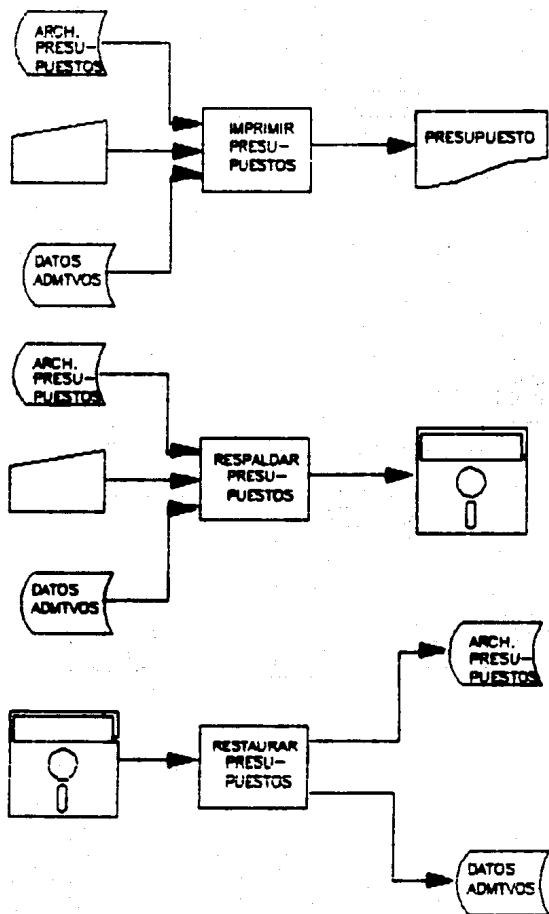 ARCH.
PRESU-
PUESTOS
IMPRIMIR
PRESU-
PUESTOS
PRESUPUESTO
DATOS
ADMTVOS
ARCH.
PRESU-
PUESTOS
RESPALDAR
PRESU-
PUESTOS
DATOS
ADMTVOS
ARCH.
PRESU-
PUESTOS
RESTAURAR
PRESU-
PUESTOS
DATOS
ADMTVOS